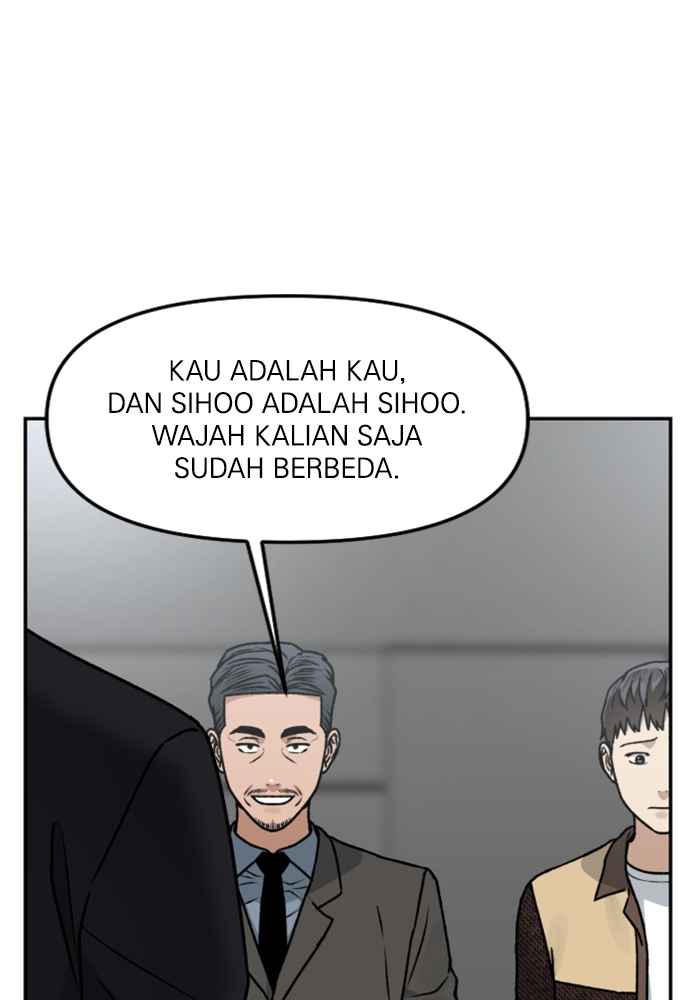 KAU ADALAH KAU,
DAN SIHOO ADALAH SIHOO.
WAJAH KALIAN SAJA
SUDAH BERBEDA.